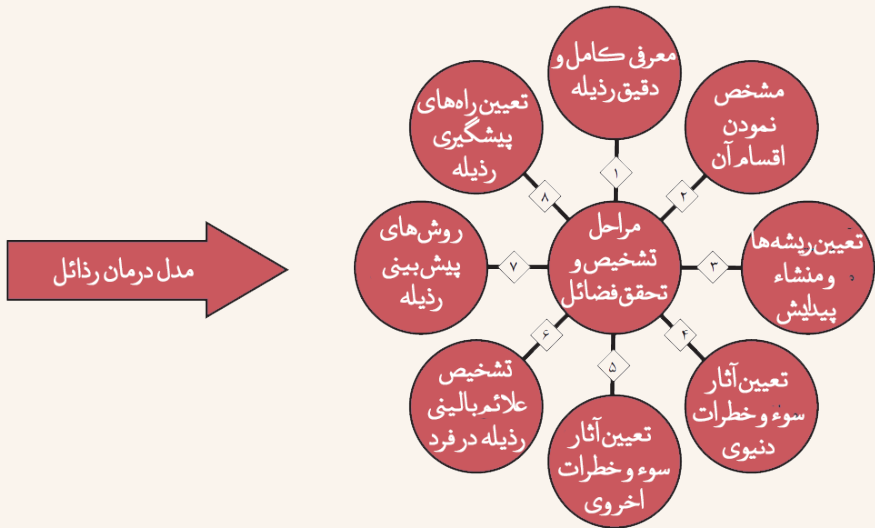 مدل درمان رذائل
مراحل
تشخیص و
تحقق فضائل
۱
معرفی کامل و
دقیق رذیله
۲
مشخص
نمودن
اقسام آن
۳
تعیین ریشه‌ها
و منشاء
پیدایش
۴
تعیین آثار
سوء و خطرات
دنیوی
۵
تعیین آثار
سوء و خطرات
اخروی
۶
تشخیص
علائم بالینی
رذیله در فرد
۷
روش‌های
پیش‌بینی
رذیله
۸
تعیین راه‌های
پیشگیری
رذیله